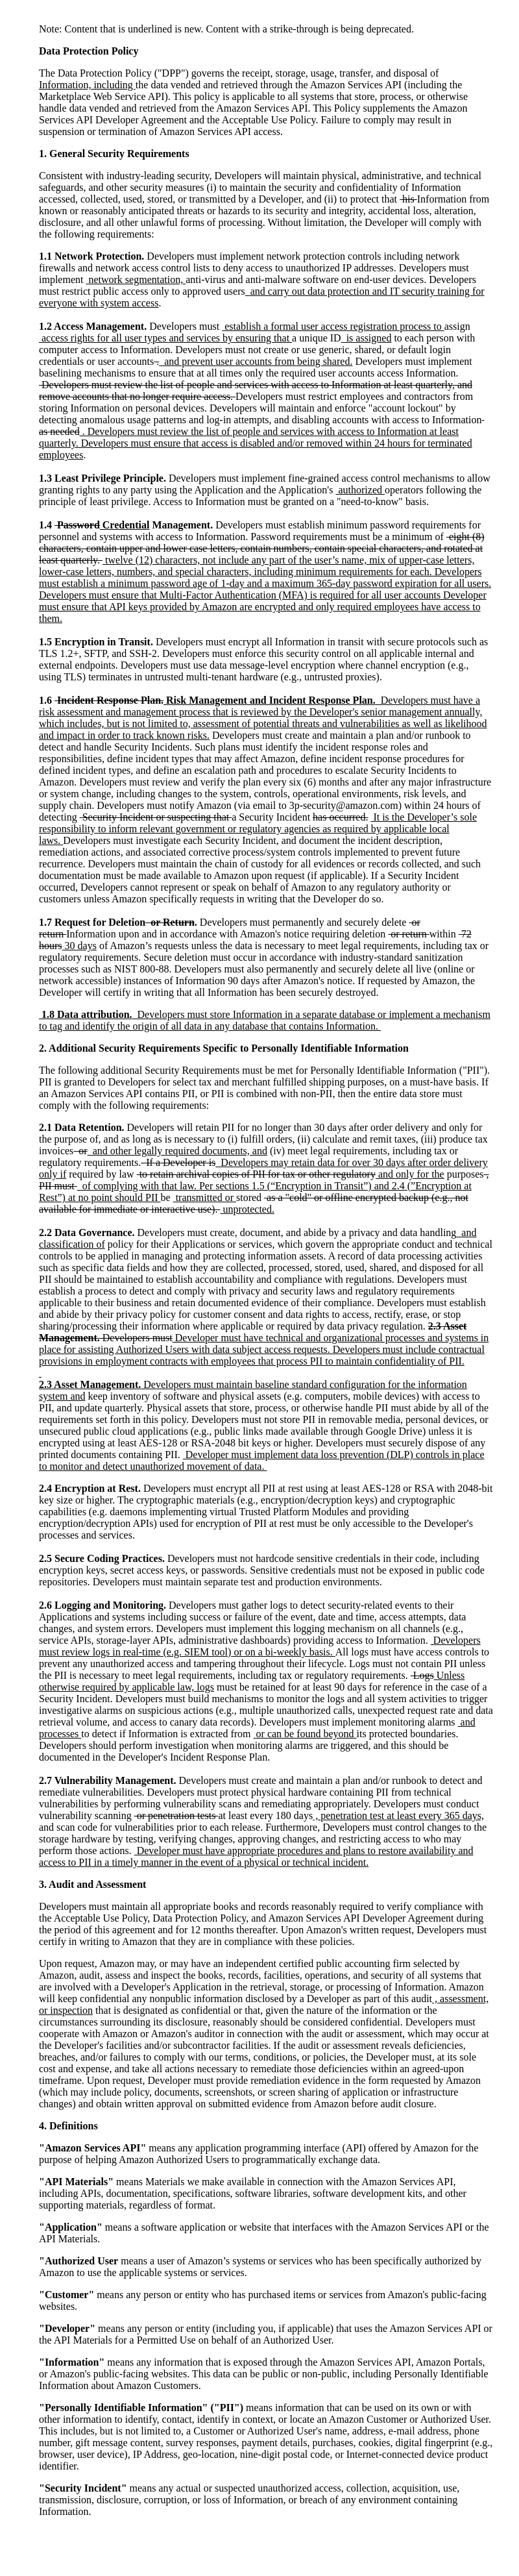 Note: Content that is underlined is new. Content with a strike-through is being deprecated.
Data Protection Policy
The Data Protection Policy ("DPP") governs the receipt, storage, usage, transfer, and disposal of
Information, including the data vended and retrieved through the Amazon Services API (including the
Marketplace Web Service API). This policy is applicable to all systems that store, process, or otherwise
handle data vended and retrieved from the Amazon Services API. This Policy supplements the Amazon
Services API Developer Agreement and the Acceptable Use Policy. Failure to comply may result in
suspension or termination of Amazon Services API access.
1. General Security Requirements
Consistent with industry-leading security, Developers will maintain physical, administrative, and technical
safeguards, and other security measures (i) to maintain the security and confidentiality of Information
accessed, collected, used, stored, or transmitted by a Developer, and (ii) to protect that his Information from
known or reasonably anticipated threats or hazards to its security and integrity, accidental loss, alteration,
disclosure, and all other unlawful forms of processing. Without limitation, the Developer will comply with
the following requirements:
1.1 Network Protection. Developers must implement network protection controls including network
firewalls and network access control lists to deny access to unauthorized IP addresses. Developers must
implement network segmentation, anti-virus and anti-malware software on end-user devices. Developers
must restrict public access only to approved users and carry out data protection and IT security training for
everyone with system access.
1.2 Access Management. Developers must establish a formal user access registration process to assign
access rights for all user types and services by ensuring that a unique ID is assigned to each person with
computer access to Information. Developers must not create or use generic, shared, or default login
credentials or user accounts. and prevent user accounts from being shared. Developers must implement
baselining mechanisms to ensure that at all times only the required user accounts access Information.
Developers must review the list of people and services with access to Information at least quarterly, and
remove accounts that no longer require access. Developers must restrict employees and contractors from
storing Information on personal devices. Developers will maintain and enforce "account lockout" by
detecting anomalous usage patterns and log-in attempts, and disabling accounts with access to Information
as needed . Developers must review the list of people and services with access to Information at least
quarterly. Developers must ensure that access is disabled and/or removed within 24 hours for terminated
employees.
1.3 Least Privilege Principle. Developers must implement fine-grained access control mechanisms to allow
granting rights to any party using the Application and the Application's authorized operators following the
principle of least privilege. Access to Information must be granted on a "need-to-know" basis.
1.4 Password Credential Management. Developers must establish minimum password requirements for
personnel and systems with access to Information. Password requirements must be a minimum of eight (8)
characters, contain upper and lower case letters, contain numbers, contain special characters, and rotated at
least quarterly. twelve (12) characters, not include any part of the user's name, mix of upper-case letters,
lower-case letters, numbers, and special characters, including minimum requirements for each. Developers
must establish a minimum password age of 1-day and a maximum 365-day password expiration for all users.
Developers must ensure that Multi-Factor Authentication (MFA) is required for all user accounts Developer
must ensure that API keys provided by Amazon are encrypted and only required employees have access to
them.
1.5 Encryption in Transit. Developers must encrypt all Information in transit with secure protocols such as
TLS 1.2+, SFTP, and SSH-2. Developers must enforce this security control on all applicable internal and
external endpoints. Developers must use data message-level encryption where channel encryption (e.g.,
using TLS) terminates in untrusted multi-tenant hardware (e.g., untrusted proxies).
1.6 Incident Response Plan. Risk Management and Incident Response Plan. Developers must have a
risk assessment and management process that is reviewed by the Developer's senior management annually,
which includes, but is not limited to, assessment of potential threats and vulnerabilities as well as likelihood
and impact in order to track known risks. Developers must create and maintain a plan and/or runbook to
detect and handle Security Incidents. Such plans must identify the incident response roles and
responsibilities, define incident types that may affect Amazon, define incident response procedures for
defined incident types, and define an escalation path and procedures to escalate Security Incidents to
Amazon. Developers must review and verify the plan every six (6) months and after any major infrastructure
or system change, including changes to the system, controls, operational environments, risk levels, and
supply chain. Developers must notify Amazon (via email to 3p-security@amazon.com) within 24 hours of
detecting Security Incident or suspecting that a Security Incident has occurred. It is the Developer's sole
responsibility to inform relevant government or regulatory agencies as required by applicable local
laws. Developers must investigate each Security Incident, and document the incident description,
remediation actions, and associated corrective process/system controls implemented to prevent future
recurrence. Developers must maintain the chain of custody for all evidences or records collected, and such
documentation must be made available to Amazon upon request (if applicable). If a Security Incident
occurred, Developers cannot represent or speak on behalf of Amazon to any regulatory authority or
customers unless Amazon specifically requests in writing that the Developer do so.
1.7 Request for Deletion or Return. Developers must permanently and securely delete or
return Information upon and in accordance with Amazon's notice requiring deletion or return within 72
hours 30 days of Amazon's requests unless the data is necessary to meet legal requirements, including tax or
regulatory requirements. Secure deletion must occur in accordance with industry-standard sanitization
processes such as NIST 800-88. Developers must also permanently and securely delete all live (online or
network accessible) instances of Information 90 days after Amazon's notice. If requested by Amazon, the
Developer will certify in writing that all Information has been securely destroyed.
1.8 Data attribution. Developers must store Information in a separate database or implement a mechanism
to tag and identify the origin of all data in any database that contains Information.
2. Additional Security Requirements Specific to Personally Identifiable Information
The following additional Security Requirements must be met for Personally Identifiable Information ("PII").
PII is granted to Developers for select tax and merchant fulfilled shipping purposes, on a must-have basis. If
an Amazon Services API contains PII, or PII is combined with non-PII, then the entire data store must
comply with the following requirements:
2.1 Data Retention. Developers will retain PII for no longer than 30 days after order delivery and only for
the purpose of, and as long as is necessary to (i) fulfill orders, (ii) calculate and remit taxes, (iii) produce tax
invoices or and other legally required documents, and (iv) meet legal requirements, including tax or
regulatory requirements. If a Developer is Developers may retain data for over 30 days after order delivery
only if required by law to retain archival copies of PII for tax or other regulatory and only for the purposes ,
PII must of complying with that law. Per sections 1.5 ("Encryption in Transit") and 2.4 ("Encryption at
Rest") at no point should PII be transmitted or stored as a "cold" or offline encrypted backup (e.g., not
available for immediate or interactive use). unprotected.
2.2 Data Governance. Developers must create, document, and abide by a privacy and data handling and
classification of policy for their Applications or services, which govern the appropriate conduct and technical
controls to be applied in managing and protecting information assets. A record of data processing activities
such as specific data fields and how they are collected, processed, stored, used, shared, and disposed for all
PII should be maintained to establish accountability and compliance with regulations. Developers must
establish a process to detect and comply with privacy and security laws and regulatory requirements
applicable to their business and retain documented evidence of their compliance. Developers must establish
and abide by their privacy policy for customer consent and data rights to access, rectify, erase, or stop
sharing/processing their information where applicable or required by data privacy regulation. 2.3 Asset
Management. Developers must Developer must have technical and organizational processes and systems in
place for assisting Authorized Users with data subject access requests. Developers must include contractual
provisions in employment contracts with employees that process PII to maintain confidentiality of PII.
2.3 Asset Management. Developers must maintain baseline standard configuration for the information
system and keep inventory of software and physical assets (e.g. computers, mobile devices) with access to
PII, and update quarterly. Physical assets that store, process, or otherwise handle PII must abide by all of the
requirements set forth in this policy. Developers must not store PII in removable media, personal devices, or
unsecured public cloud applications (e.g., public links made available through Google Drive) unless it is
encrypted using at least AES-128 or RSA-2048 bit keys or higher. Developers must securely dispose of any
printed documents containing PII. Developer must implement data loss prevention (DLP) controls in place
to monitor and detect unauthorized movement of data.
2.4 Encryption at Rest. Developers must encrypt all PII at rest using at least AES-128 or RSA with 2048-bit
key size or higher. The cryptographic materials (e.g., encryption/decryption keys) and cryptographic
capabilities (e.g. daemons implementing virtual Trusted Platform Modules and providing
encryption/decryption APIs) used for encryption of PII at rest must be only accessible to the Developer's
processes and services.
2.5 Secure Coding Practices. Developers must not hardcode sensitive credentials in their code, including
encryption keys, secret access keys, or passwords. Sensitive credentials must not be exposed in public code
repositories. Developers must maintain separate test and production environments.
2.6 Logging and Monitoring. Developers must gather logs to detect security-related events to their
Applications and systems including success or failure of the event, date and time, access attempts, data
changes, and system errors. Developers must implement this logging mechanism on all channels (e.g.,
service APIs, storage-layer APIs, administrative dashboards) providing access to Information. Developers
must review logs in real-time (e.g. SIEM tool) or on a bi-weekly basis. All logs must have access controls to
prevent any unauthorized access and tampering throughout their lifecycle. Logs must not contain PII unless
the PII is necessary to meet legal requirements, including tax or regulatory requirements. Logs Unless
otherwise required by applicable law, logs must be retained for at least 90 days for reference in the case of a
Security Incident. Developers must build mechanisms to monitor the logs and all system activities to trigger
investigative alarms on suspicious actions (e.g., multiple unauthorized calls, unexpected request rate and data
retrieval volume, and access to canary data records). Developers must implement monitoring alarms and
processes to detect if Information is extracted from or can be found beyond its protected boundaries.
Developers should perform investigation when monitoring alarms are triggered, and this should be
documented in the Developer's Incident Response Plan.
2.7 Vulnerability Management. Developers must create and maintain a plan and/or runbook to detect and
remediate vulnerabilities. Developers must protect physical hardware containing PII from technical
vulnerabilities by performing vulnerability scans and remediating appropriately. Developers must conduct
vulnerability scanning or penetration tests at least every 180 days , penetration test at least every 365 days,
and scan code for vulnerabilities prior to each release. Furthermore, Developers must control changes to the
storage hardware by testing, verifying changes, approving changes, and restricting access to who may
perform those actions. Developer must have appropriate procedures and plans to restore availability and
access to PII in a timely manner in the event of a physical or technical incident.
3. Audit and Assessment
Developers must maintain all appropriate books and records reasonably required to verify compliance with
the Acceptable Use Policy, Data Protection Policy, and Amazon Services API Developer Agreement during
the period of this agreement and for 12 months thereafter. Upon Amazon's written request, Developers must
certify in writing to Amazon that they are in compliance with these policies.
Upon request, Amazon may, or may have an independent certified public accounting firm selected by
Amazon, audit, assess and inspect the books, records, facilities, operations, and security of all systems that
are involved with a Developer's Application in the retrieval, storage, or processing of Information. Amazon
will keep confidential any nonpublic information disclosed by a Developer as part of this audit , assessment,
or inspection that is designated as confidential or that, given the nature of the information or the
circumstances surrounding its disclosure, reasonably should be considered confidential. Developers must
cooperate with Amazon or Amazon's auditor in connection with the audit or assessment, which may occur at
the Developer's facilities and/or subcontractor facilities. If the audit or assessment reveals deficiencies,
breaches, and/or failures to comply with our terms, conditions, or policies, the Developer must, at its sole
cost and expense, and take all actions necessary to remediate those deficiencies within an agreed-upon
timeframe. Upon request, Developer must provide remediation evidence in the form requested by Amazon
(which may include policy, documents, screenshots, or screen sharing of application or infrastructure
changes) and obtain written approval on submitted evidence from Amazon before audit closure.
4. Definitions
"Amazon Services API" means any application programming interface (API) offered by Amazon for the
purpose of helping Amazon Authorized Users to programmatically exchange data.
"API Materials" means Materials we make available in connection with the Amazon Services API,
including APIs, documentation, specifications, software libraries, software development kits, and other
supporting materials, regardless of format.
"Application" means a software application or website that interfaces with the Amazon Services API or the
API Materials.
"Authorized User means a user of Amazon's systems or services who has been specifically authorized by
Amazon to use the applicable systems or services.
"Customer" means any person or entity who has purchased items or services from Amazon's public-facing
websites.
"Developer" means any person or entity (including you, if applicable) that uses the Amazon Services API or
the API Materials for a Permitted Use on behalf of an Authorized User.
"Information" means any information that is exposed through the Amazon Services API, Amazon Portals,
or Amazon's public-facing websites. This data can be public or non-public, including Personally Identifiable
Information about Amazon Customers.
"Personally Identifiable Information" ("PII") means information that can be used on its own or with
other information to identify, contact, identify in context, or locate an Amazon Customer or Authorized User.
This includes, but is not limited to, a Customer or Authorized User's name, address, e-mail address, phone
number, gift message content, survey responses, payment details, purchases, cookies, digital fingerprint (e.g.,
browser, user device), IP Address, geo-location, nine-digit postal code, or Internet-connected device product
identifier.
"Security Incident" means any actual or suspected unauthorized access, collection, acquisition, use,
transmission, disclosure, corruption, or loss of Information, or breach of any environment containing
Information.